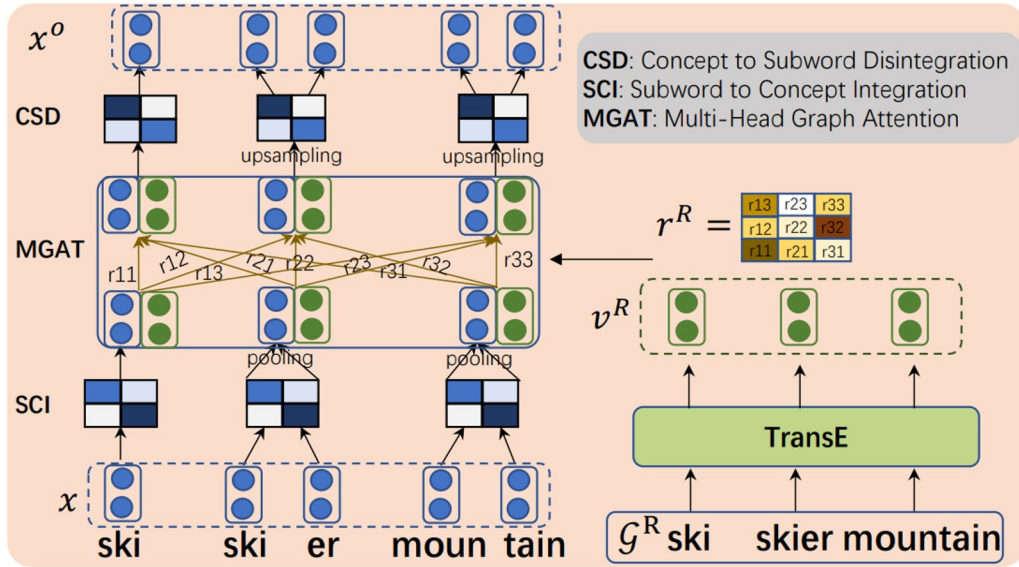 x^o
CSD: Concept to Subword Disintegration
SCI: Subword to Concept Integration
MGAT: Multi-Head Graph Attention
CSD
upsampling
upsampling
MGAT
r11
r12
r13
r21
r22
r23
r31
r32
r33
r^R =
r13 r23 r33
r12 r22 r32
r11 r21 r31
v^R
pooling
pooling
SCI
TransE
x
ski ski er moun tain
𝒢^R ski skier mountain